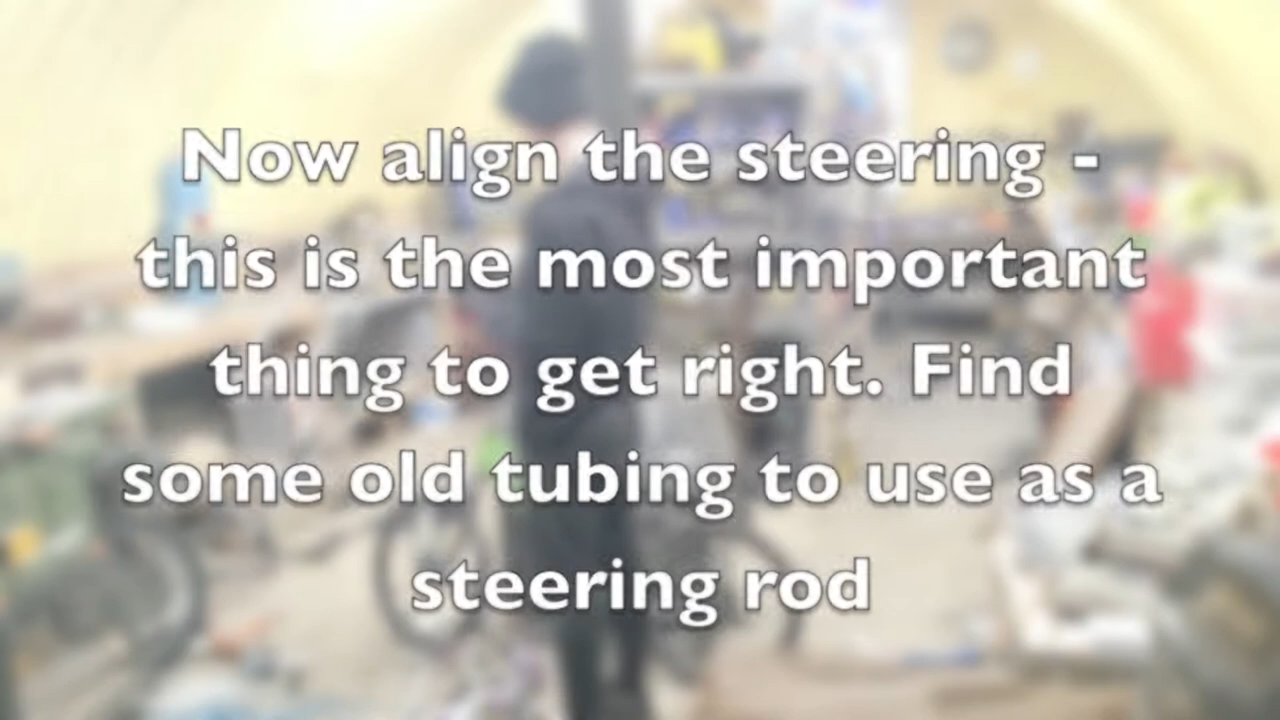 Now align the steering -
this is the most important
thing to get right. Find
some old tubing to use as a
steering rod